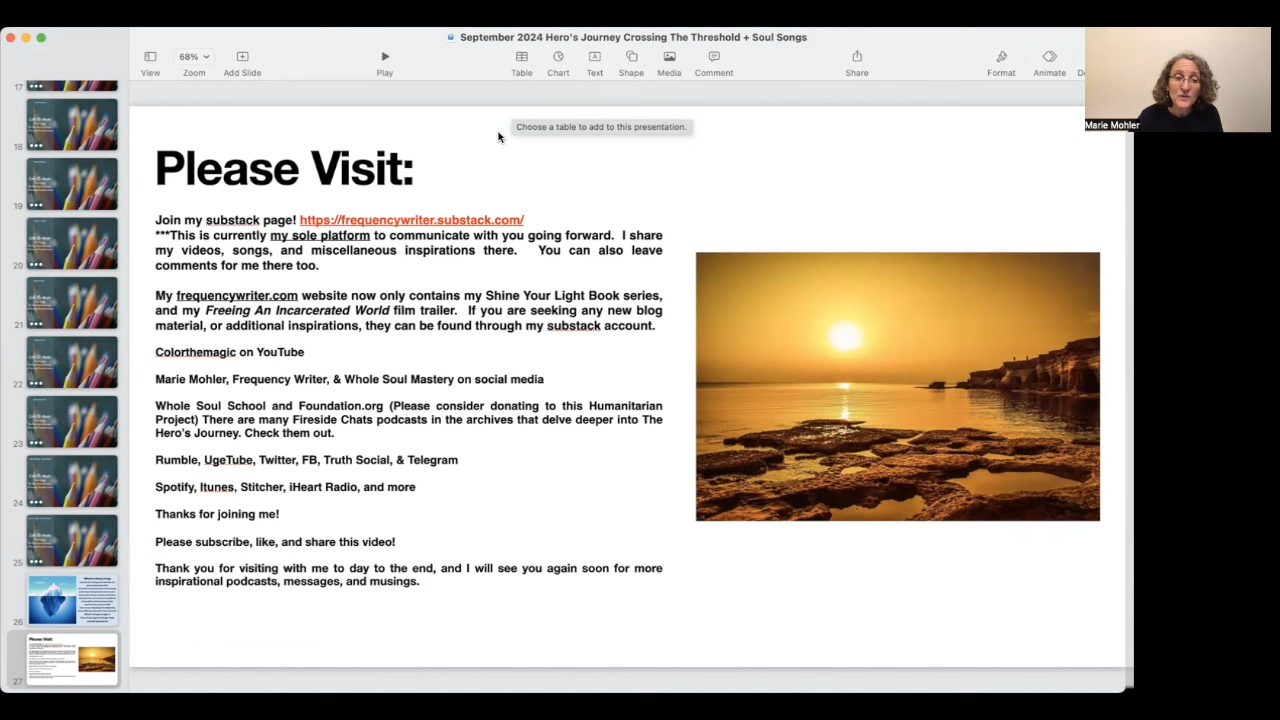 September 2024 Hero's Journey Crossing The Threshold + Soul Songs
68%
View
Zoom
Add Slide
Play
Table
Chart
Text
Shape
Media
Comment
Share
Format
Animate
Choose a table to add to this presentation.
Marie Mohler
Please Visit:
Join my substack page! https://frequencywriter.substack.com/
***This is currently my sole platform to communicate with you going forward. I share
my videos, songs, and miscellaneous inspirations there. You can also leave
comments for me there too.
My frequencywriter.com website now only contains my Shine Your Light Book series,
and my Freeing An Incarcerated World film trailer. If you are seeking any new blog
material, or additional inspirations, they can be found through my substack account.
Colorthemagic on YouTube
Marie Mohler, Frequency Writer, & Whole Soul Mastery on social media
Whole Soul School and Foundation.org (Please consider donating to this Humanitarian
Project) There are many Fireside Chats podcasts in the archives that delve deeper into The
Hero's Journey. Check them out.
Rumble, UgeTube, Twitter, FB, Truth Social, & Telegram
Spotify, Itunes, Stitcher, iHeart Radio, and more
Thanks for joining me!
Please subscribe, like, and share this video!
Thank you for visiting with me to day to the end, and I will see you again soon for more
inspirational podcasts, messages, and musings.
17
18
19
20
21
22
23
24
25
26
Please Visit:
27